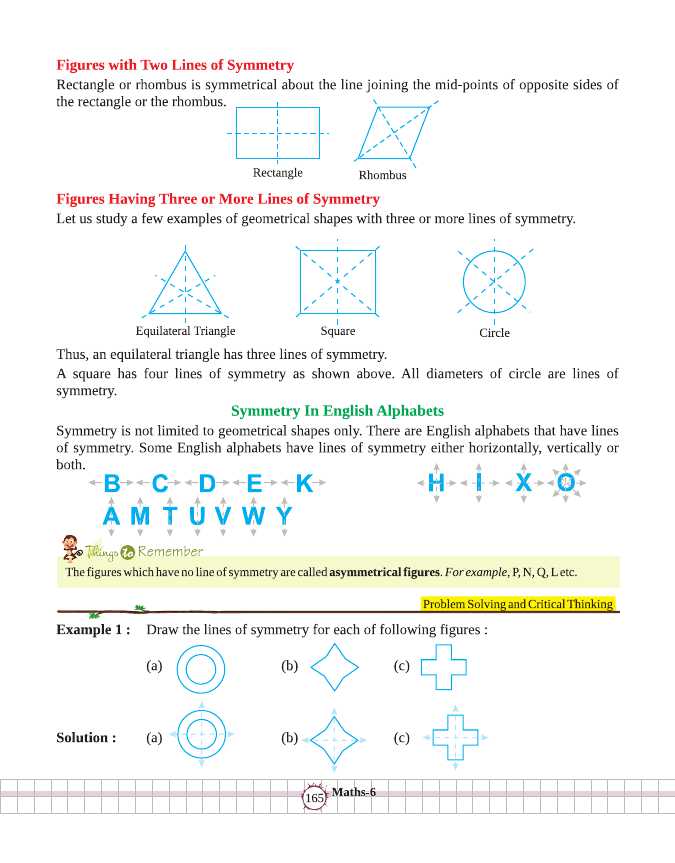 Figures with Two Lines of Symmetry
Rectangle or rhombus is symmetrical about the line joining the mid-points of opposite sides of
the rectangle or the rhombus.
Rectangle
Rhombus
Figures Having Three or More Lines of Symmetry
Let us study a few examples of geometrical shapes with three or more lines of symmetry.
Equilateral Triangle
Square
Circle
Thus, an equilateral triangle has three lines of symmetry.
A square has four lines of symmetry as shown above. All diameters of circle are lines of
symmetry.
Symmetry In English Alphabets
Symmetry is not limited to geometrical shapes only. There are English alphabets that have lines
of symmetry. Some English alphabets have lines of symmetry either horizontally, vertically or
both.
B C D E K H I X O
A M T U V W Y
Things to Remember
The figures which have no line of symmetry are called asymmetrical figures. For example, P, N, Q, L etc.
Problem Solving and Critical Thinking
Example 1 : Draw the lines of symmetry for each of following figures :
(a) (b) (c)
Solution : (a) (b) (c)
165 Maths-6